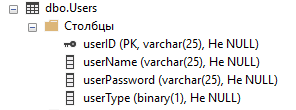 dbo.Users
Столбцы
userID (PK, varchar(25), Не NULL)
userName (varchar(25), Не NULL)
userPassword (varchar(25), Не NULL)
userType (binary(1), Не NULL)